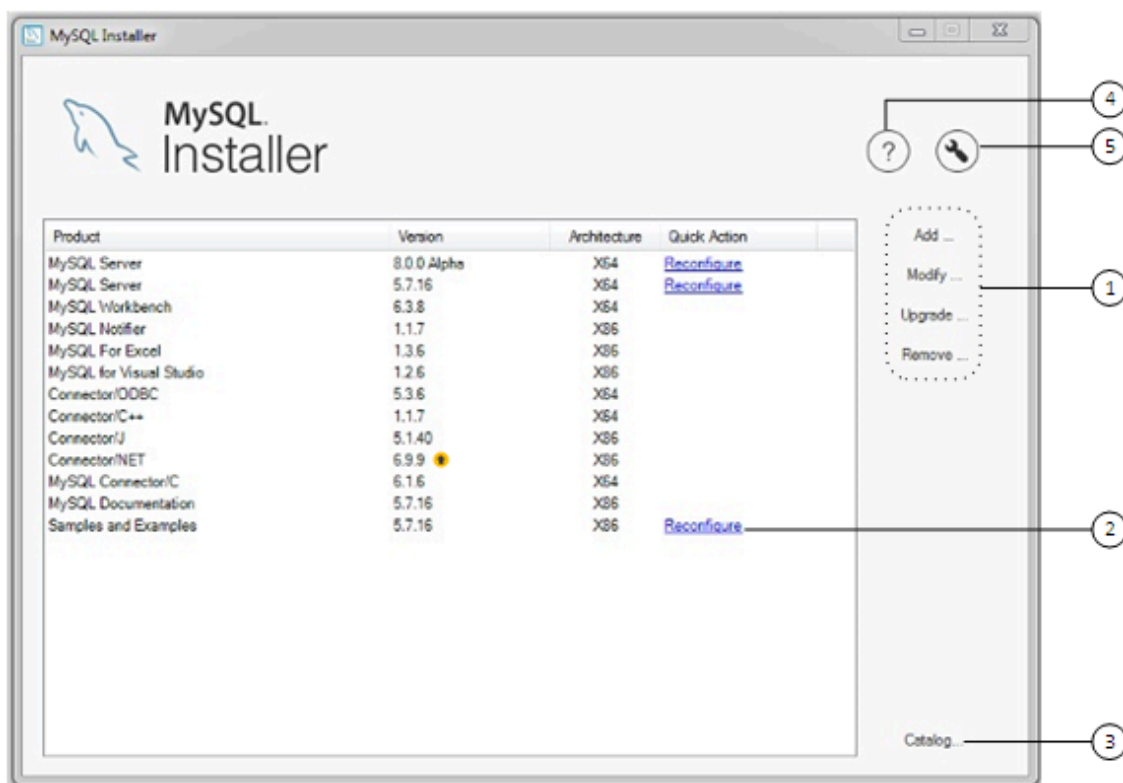 MySQL Installer
MySQL.
Installer
4
?
5
Product Version Architecture Quick Action
MySQL Server 8.0.0 Alpha X64 Reconfigure
MySQL Server 5.7.16 X64 Reconfigure
MySQL Workbench 6.3.8 X64
MySQL Notifier 1.1.7 X86
MySQL For Excel 1.3.6 X86
MySQL for Visual Studio 1.2.6 X86
Connector/ODBC 5.3.6 X64
Connector/C++ 1.1.7 X64
Connector/J 5.1.40 X86
Connector/NET 6.9.9 X86
MySQL Connector/C 6.1.6 X64
MySQL Documentation 5.7.16 X86
Samples and Examples 5.7.16 X86 Reconfigure
Add ...
Modify ...
Upgrade ...
Remove ...
1
2
Catalog...
3